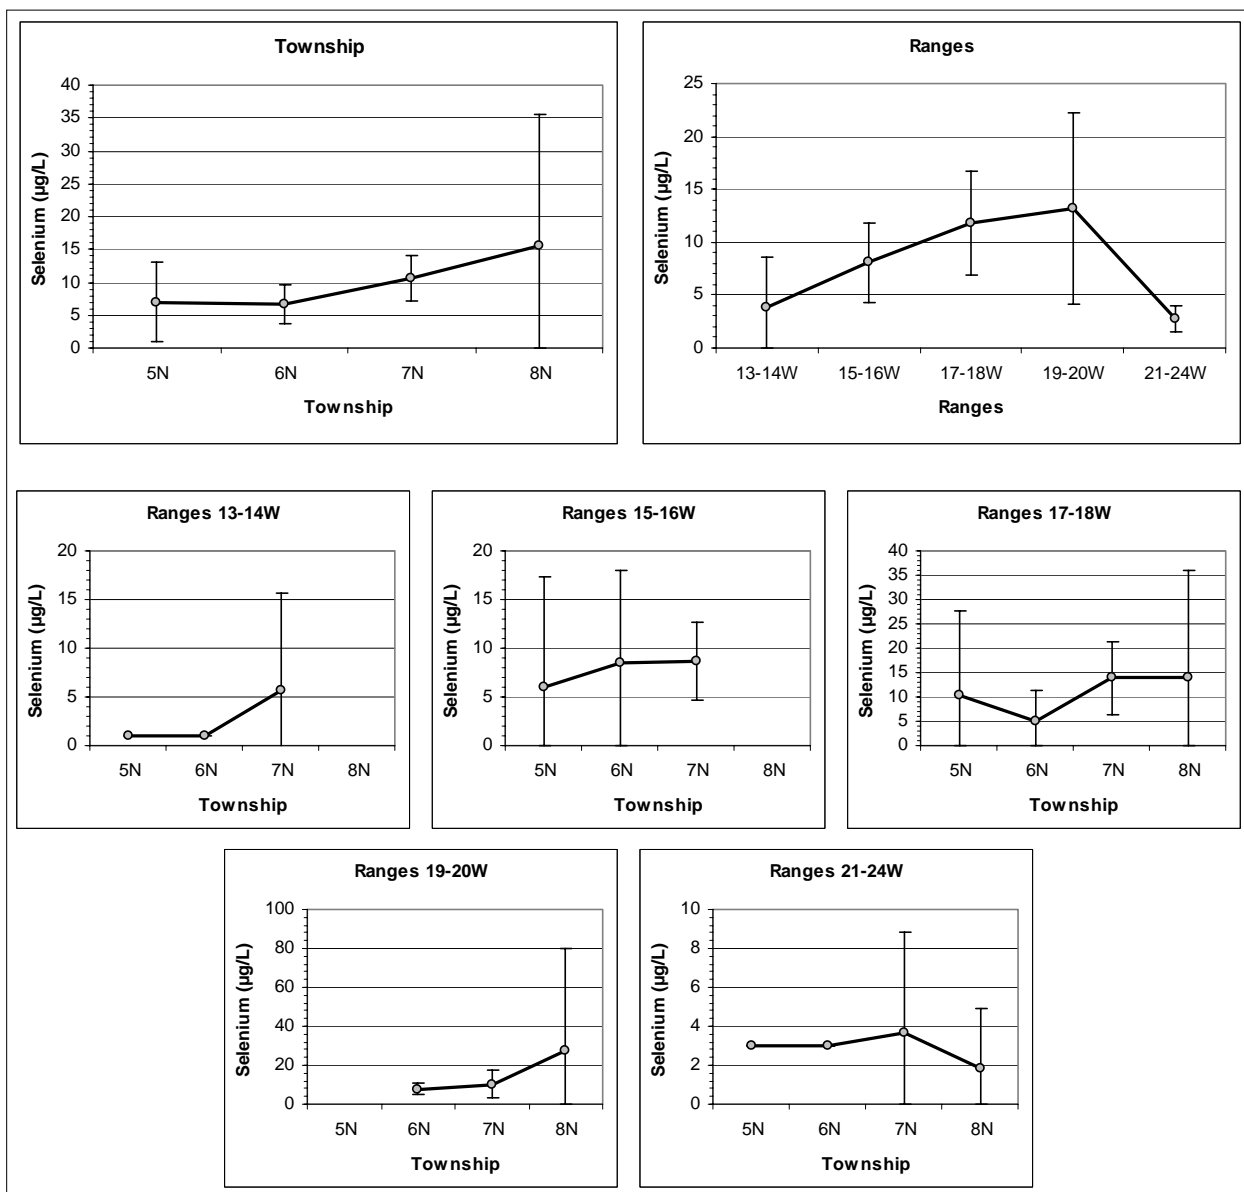 Township
Selenium (µg/L)
40
35
30
25
20
15
10
5
0
5N 6N 7N 8N
Township
Ranges
Selenium (µg/L)
25
20
15
10
5
0
13-14W 15-16W 17-18W 19-20W 21-24W
Ranges
Ranges 13-14W
Selenium (µg/L)
20
15
10
5
0
5N 6N 7N 8N
Township
Ranges 15-16W
Selenium (µg/L)
20
15
10
5
0
5N 6N 7N 8N
Township
Ranges 17-18W
Selenium (µg/L)
40
35
30
25
20
15
10
5
0
5N 6N 7N 8N
Township
Ranges 19-20W
Selenium (µg/L)
100
80
60
40
20
0
5N 6N 7N 8N
Township
Ranges 21-24W
Selenium (µg/L)
10
8
6
4
2
0
5N 6N 7N 8N
Township